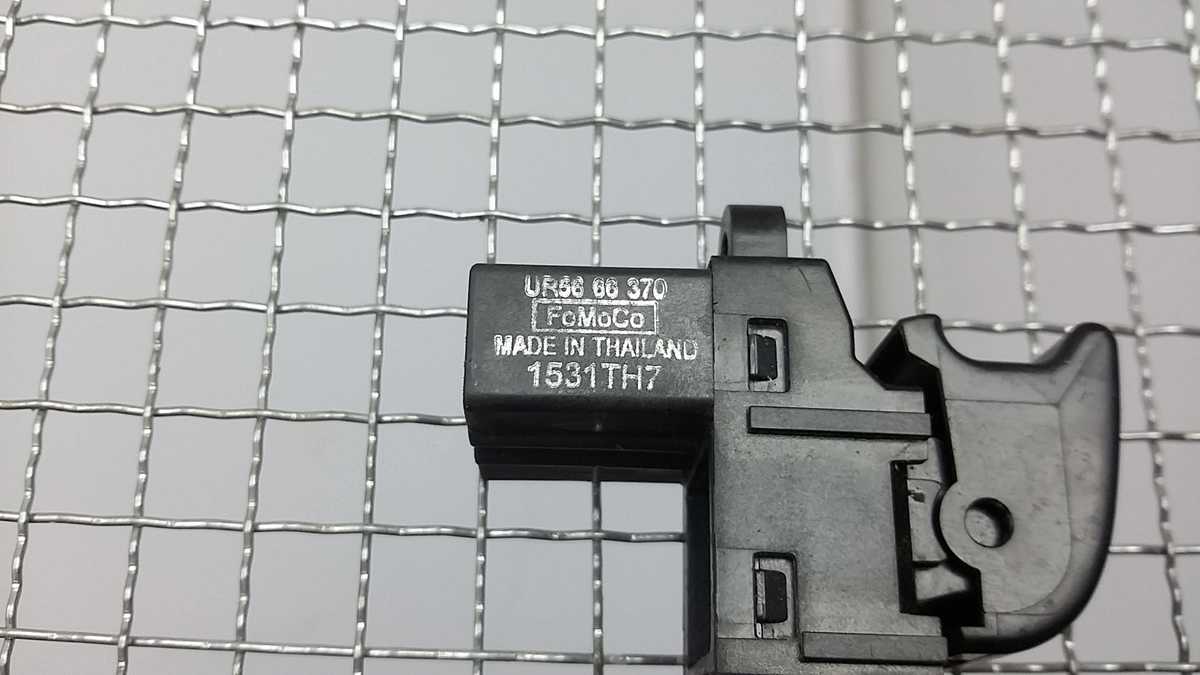 UR56 66 370
FoMoCo
MADE IN THAILAND
1531TH7